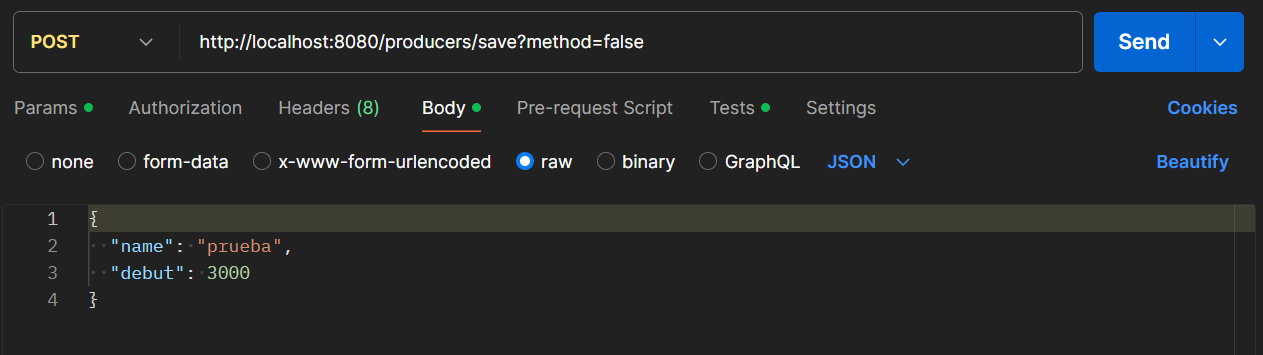 POST http://localhost:8080/producers/save?method=false Send
Params Authorization Headers (8) Body Pre-request Script Tests Settings Cookies
none form-data x-www-form-urlencoded raw binary GraphQL JSON Beautify
1 {
2 "name": "prueba",
3 "debut": 3000
4 }